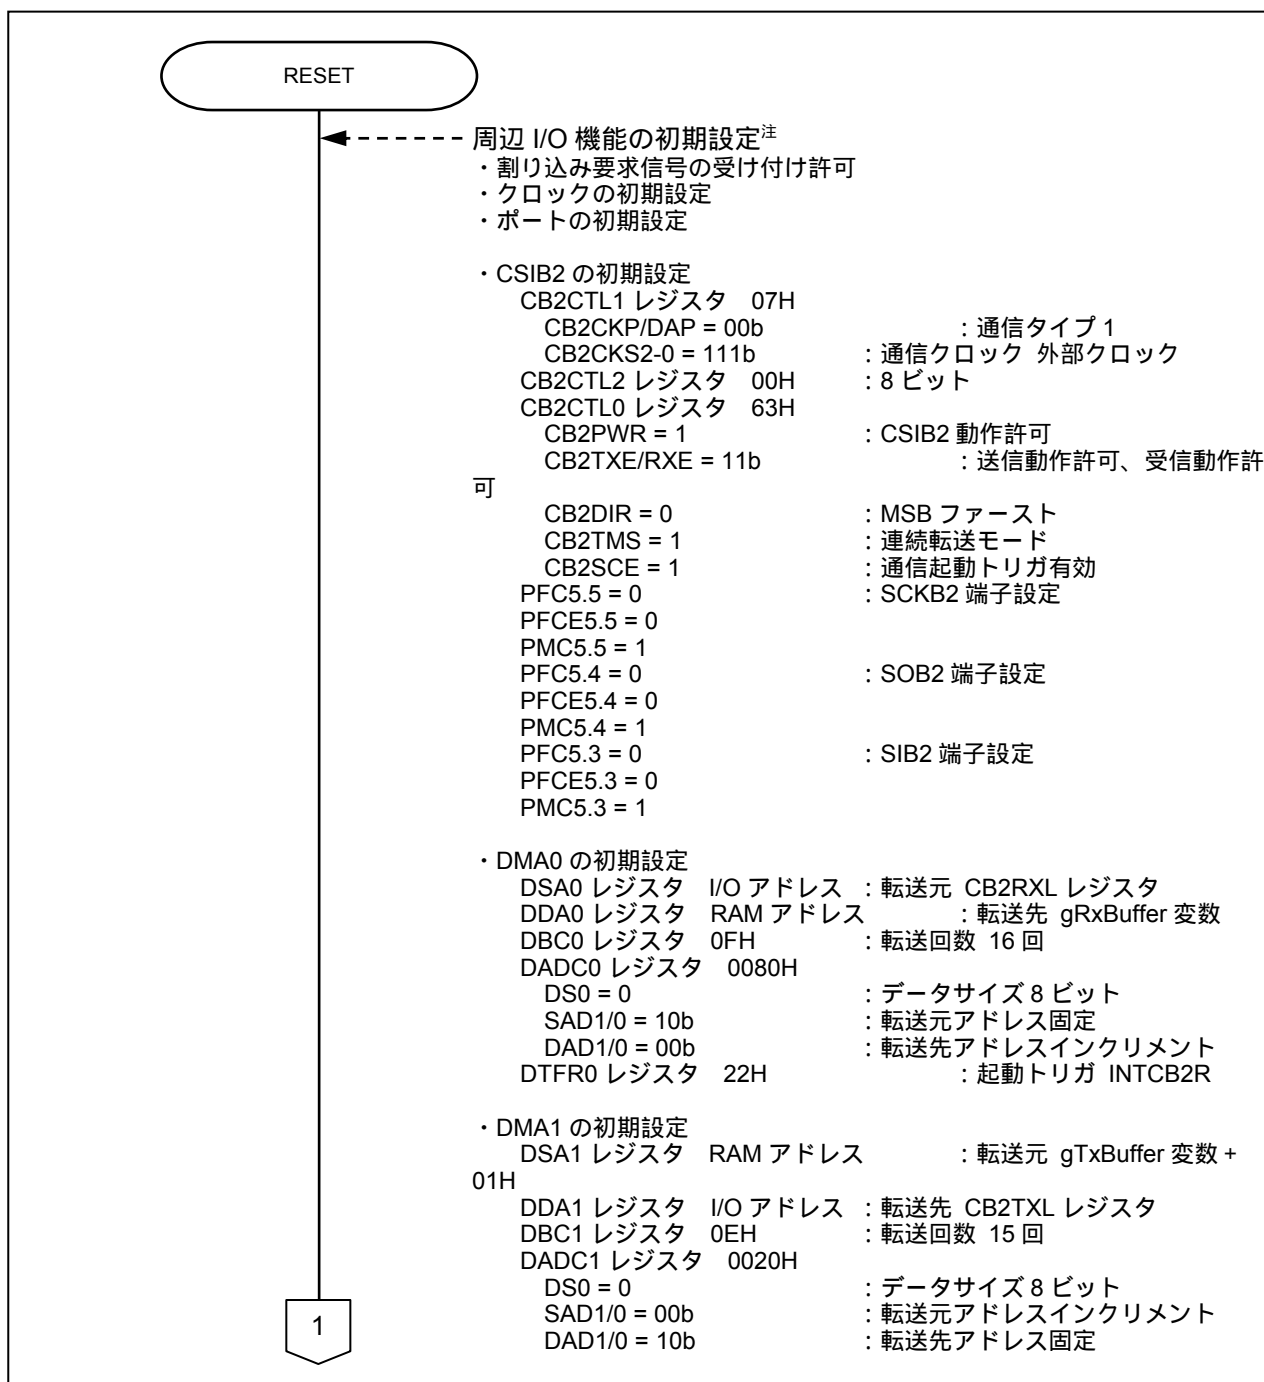 RESET
周辺 I/O 機能の初期設定注
・割り込み要求信号の受け付け許可
・クロックの初期設定
・ポートの初期設定
・CSIB2 の初期設定
CB2CTL1 レジスタ 07H
CB2CKP/DAP = 00b :通信タイプ 1
CB2CKS2-0 = 111b :通信クロック 外部クロック
CB2CTL2 レジスタ 00H :8 ビット
CB2CTL0 レジスタ 63H
CB2PWR = 1 :CSIB2 動作許可
CB2TXE/RXE = 11b :送信動作許可、受信動作許
可
CB2DIR = 0 :MSB ファースト
CB2TMS = 1 :連続転送モード
CB2SCE = 1 :通信起動トリガ有効
PFC5.5 = 0 :SCKB2 端子設定
PFCE5.5 = 0
PMC5.5 = 1
PFC5.4 = 0 :SOB2 端子設定
PFCE5.4 = 0
PMC5.4 = 1
PFC5.3 = 0 :SIB2 端子設定
PFCE5.3 = 0
PMC5.3 = 1
・DMA0 の初期設定
DSA0 レジスタ I/O アドレス :転送元 CB2RXL レジスタ
DDA0 レジスタ RAM アドレス :転送先 gRxBuffer 変数
DBC0 レジスタ 0FH :転送回数 16 回
DADC0 レジスタ 0080H
DS0 = 0 :データサイズ 8 ビット
SAD1/0 = 10b :転送元アドレス固定
DAD1/0 = 00b :転送先アドレスインクリメント
DTFR0 レジスタ 22H :起動トリガ INTCB2R
・DMA1 の初期設定
DSA1 レジスタ RAM アドレス :転送元 gTxBuffer 変数 +
01H
DDA1 レジスタ I/O アドレス :転送先 CB2TXL レジスタ
DBC1 レジスタ 0EH :転送回数 15 回
DADC1 レジスタ 0020H
DS0 = 0 :データサイズ 8 ビット
SAD1/0 = 00b :転送元アドレスインクリメント
DAD1/0 = 10b :転送先アドレス固定
1